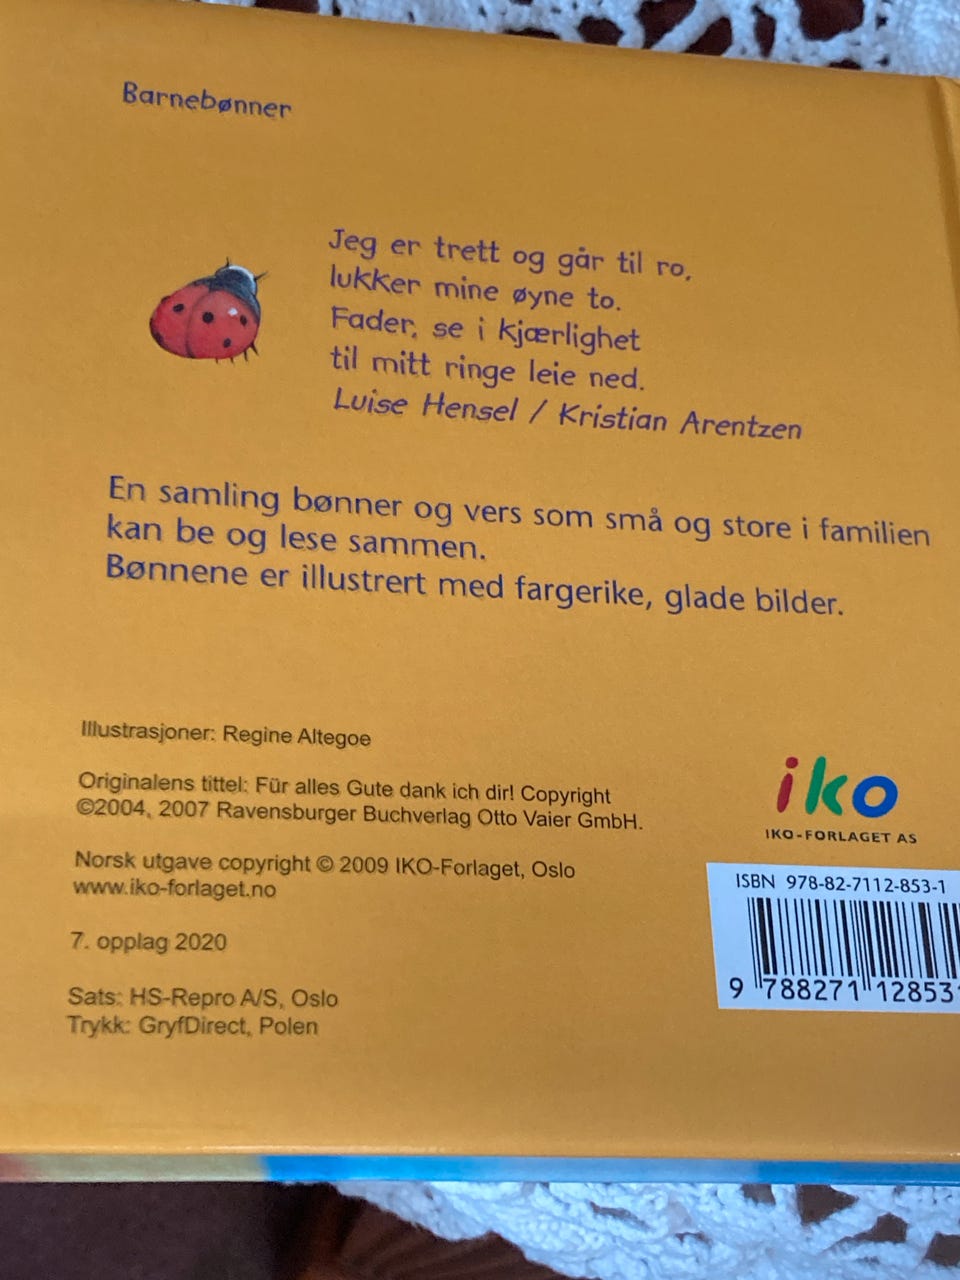 Barnebønner
Jeg er trett og går til ro,
lukker mine øyne to.
Fader, se i kjærlighet
til mitt ringe leie ned.
Luise Hensel / Kristian Arentzen
En samling bønner og vers som små og store i familien
kan be og lese sammen.
Bønnene er illustrert med fargerike, glade bilder.
Illustrasjoner: Regine Altegoe
Originalens tittel: Für alles Gute dank ich dir! Copyright
©2004, 2007 Ravensburger Buchverlag Otto Vaier GmbH.
Norsk utgave copyright © 2009 IKO-Forlaget, Oslo
www.iko-forlaget.no
7. opplag 2020
Sats: HS-Repro A/S, Oslo
Trykk: GryfDirect, Polen
iko
IKO-FORLAGET AS
ISBN 978-82-7112-853-1
9 788271 128531